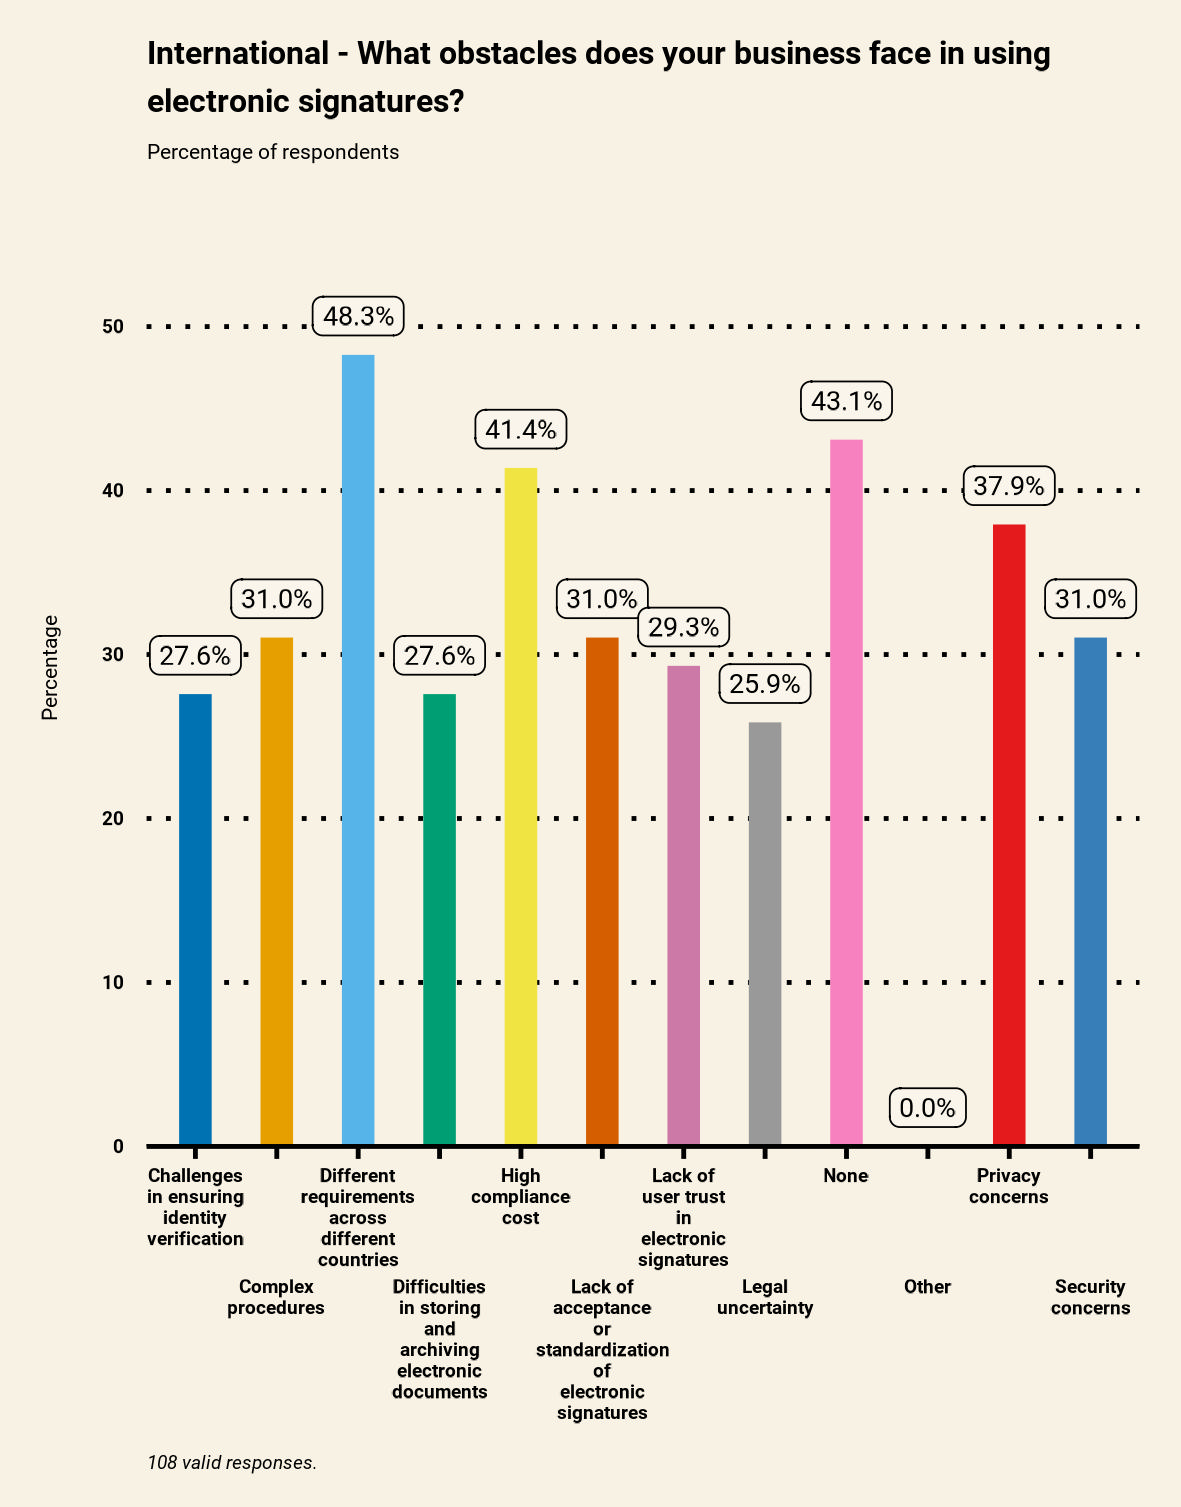 International - What obstacles does your business face in using
electronic signatures?
Percentage of respondents
50
40
30
20
10
0
Percentage
27.6%
31.0%
48.3%
27.6%
41.4%
31.0%
29.3%
25.9%
43.1%
0.0%
37.9%
31.0%
Challenges
in ensuring
identity
verification
Complex
procedures
Different
requirements
across
different
countries
Difficulties
in storing
and
archiving
electronic
documents
High
compliance
cost
Lack of
acceptance
or
standardization
of
electronic
signatures
Lack of
user trust
in
electronic
signatures
Legal
uncertainty
None
Other
Privacy
concerns
Security
concerns
108 valid responses.